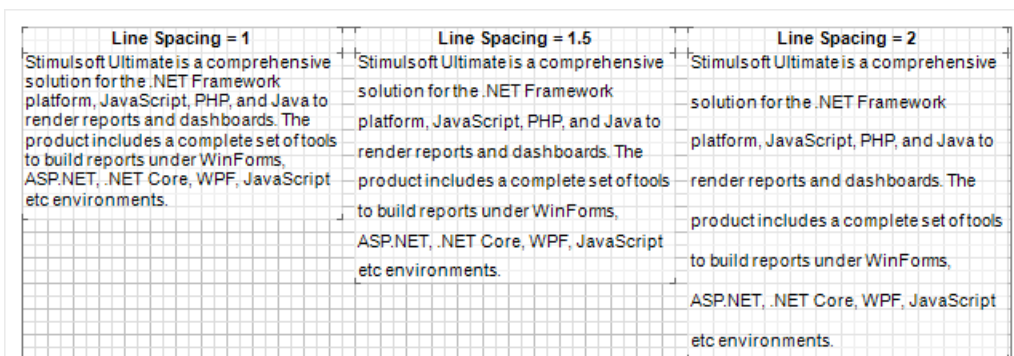 Line Spacing = 1
Stimulsoft Ultimate is a comprehensive
solution for the .NET Framework
platform, JavaScript, PHP, and Java to
render reports and dashboards. The
product includes a complete set of tools
to build reports under WinForms,
ASP.NET, .NET Core, WPF, JavaScript
etc environments.
Line Spacing = 1.5
Stimulsoft Ultimate is a comprehensive
solution for the .NET Framework
platform, JavaScript, PHP, and Java to
render reports and dashboards. The
product includes a complete set of tools
to build reports under WinForms,
ASP.NET, .NET Core, WPF, JavaScript
etc environments.
Line Spacing = 2
Stimulsoft Ultimate is a comprehensive
solution for the .NET Framework
platform, JavaScript, PHP, and Java to
render reports and dashboards. The
product includes a complete set of tools
to build reports under WinForms,
ASP.NET, .NET Core, WPF, JavaScript
etc environments.